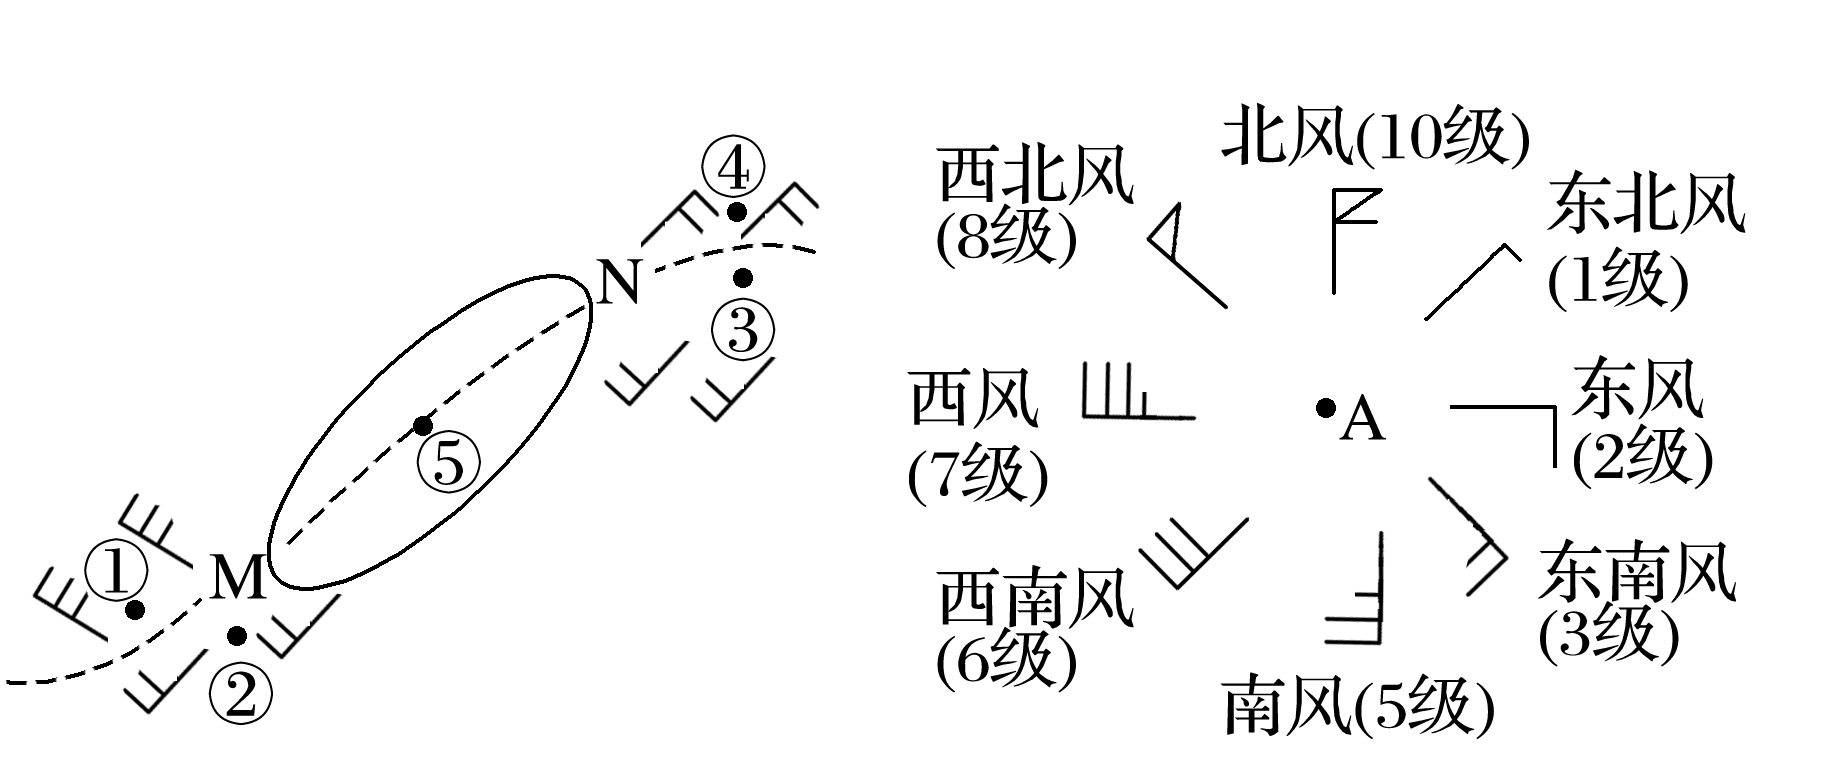 ④
N
③
⑤
①
M
②
北风(10级)
西北风
(8级)
东北风
(1级)
西风
(7级)
A
东风
(2级)
西南风
(6级)
东南风
(3级)
南风(5级)